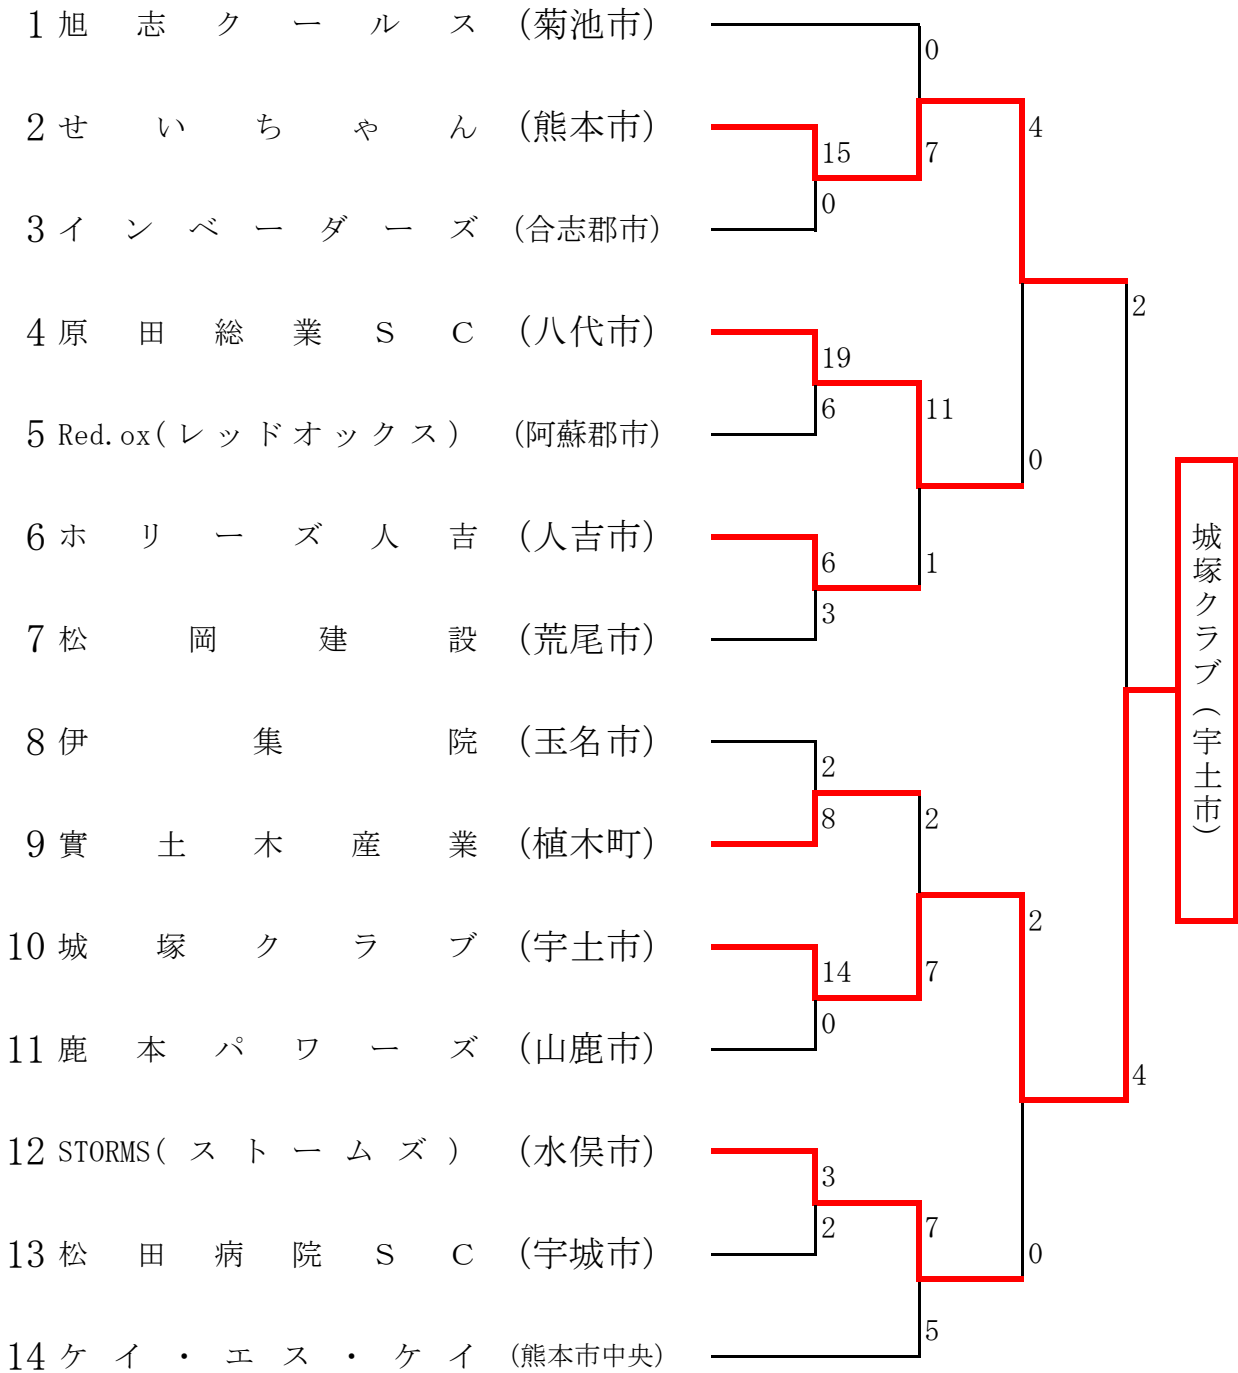 1 旭志クールス (菊池市)
0
2 せいちゃん (熊本市)
4
15
7
0
3 インベーダーズ (合志郡市)
2
4 原田総業SC (八代市)
19
6
11
5 Red.ox(レッドオックス) (阿蘇郡市)
0
6 ホリーズ人吉 (人吉市)
6
1
3
7 松岡建設 (荒尾市)
城塚クラブ(宇土市)
8 伊集院 (玉名市)
2
8
2
9 實土木産業 (植木町)
2
10 城塚クラブ (宇土市)
14
7
0
11 鹿本パワーズ (山鹿市)
4
12 STORMS(ストームズ) (水俣市)
3
2
7
13 松田病院SC (宇城市)
0
5
14 ケイ・エス・ケイ (熊本市中央)